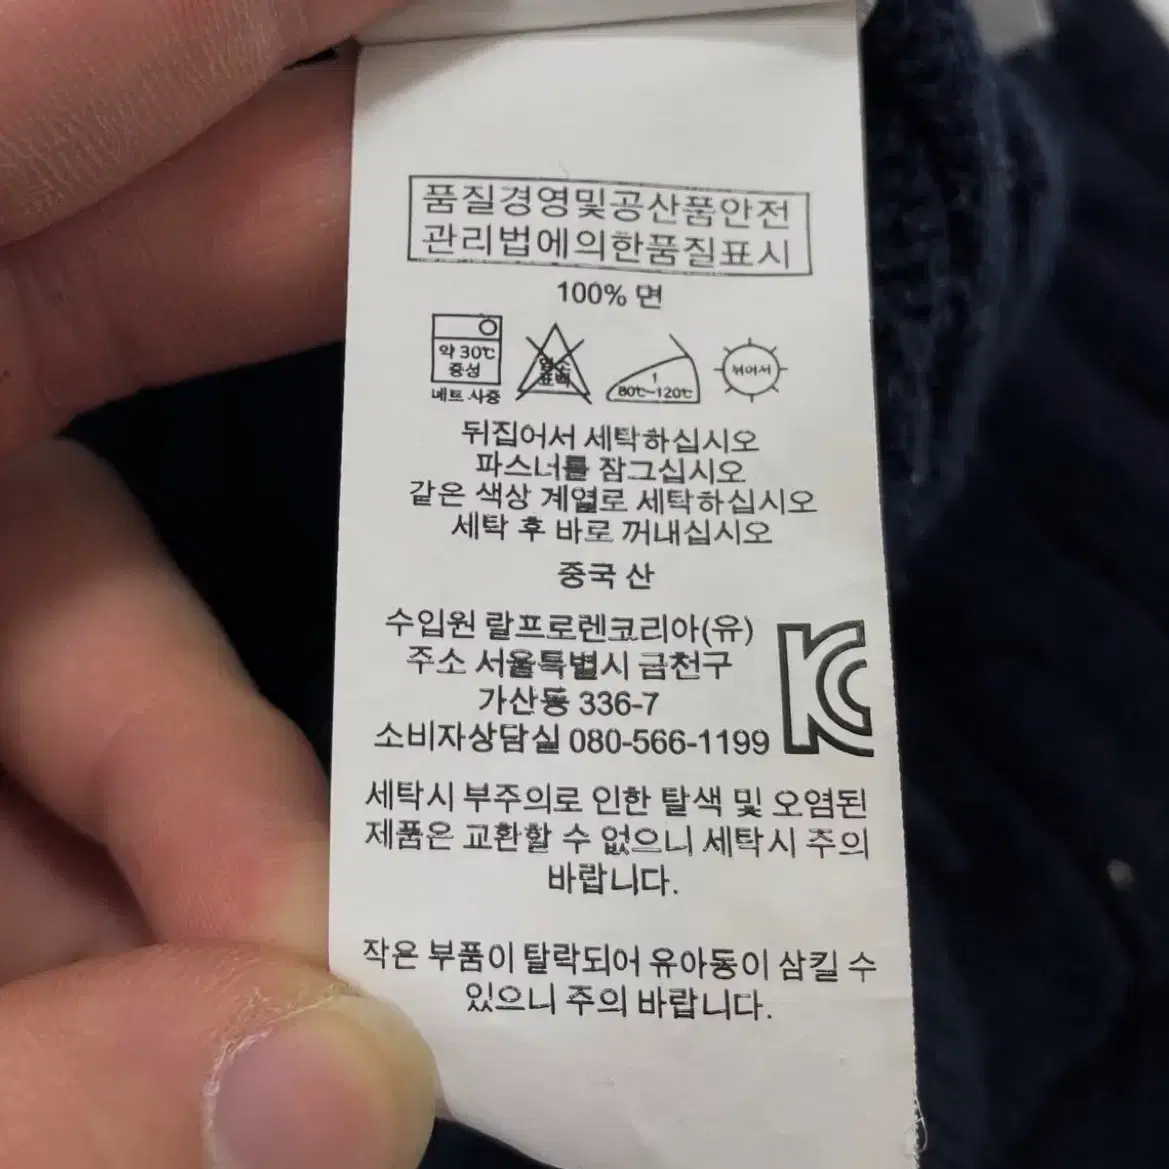 품질경영및공산품안전
관리법에의한품질표시
100% 면
약 30℃
중성
네트 사용
염소
표백
1
80℃~120℃
뉘어서
뒤집어서 세탁하십시오
파스너를 잠그십시오
같은 색상 계열로 세탁하십시오
세탁 후 바로 꺼내십시오
중국 산
수입원 랄프로렌코리아(유)
주소 서울특별시 금천구
가산동 336-7
소비자상담실 080-566-1199
KC
세탁시 부주의로 인한 탈색 및 오염된
제품은 교환할 수 없으니 세탁시 주의
바랍니다.
작은 부품이 탈락되어 유아동이 삼킬 수
있으니 주의 바랍니다.